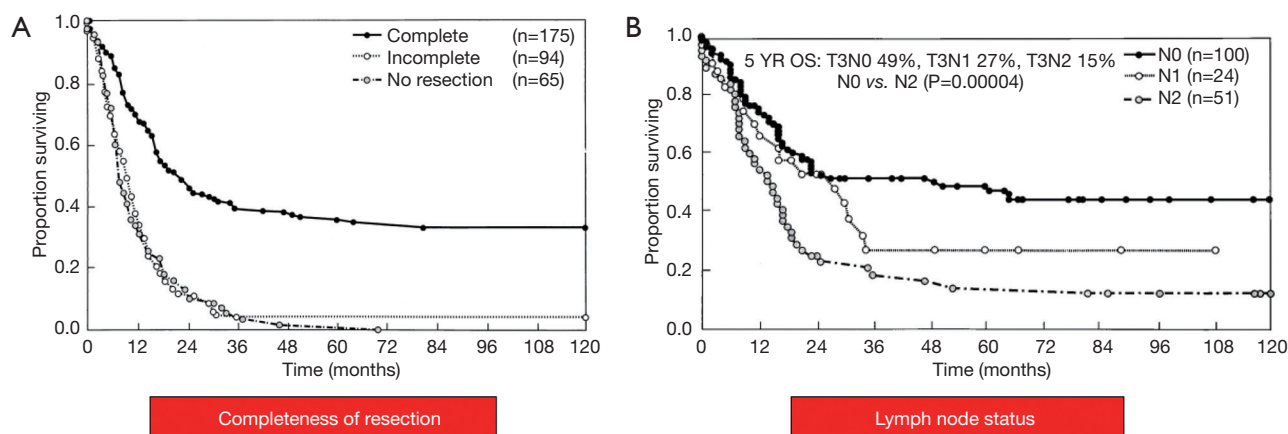 A
Complete (n=175)
Incomplete (n=94)
No resection (n=65)
Proportion surviving
1.0
0.8
0.6
0.4
0.2
0.0
0 12 24 36 48 60 72 84 96 108 120
Time (months)
Completeness of resection
B
5 YR OS: T3N0 49%, T3N1 27%, T3N2 15%
N0 vs. N2 (P=0.00004)
N0 (n=100)
N1 (n=24)
N2 (n=51)
Proportion surviving
1.0
0.8
0.6
0.4
0.2
0.0
0 12 24 36 48 60 72 84 96 108 120
Time (months)
Lymph node status